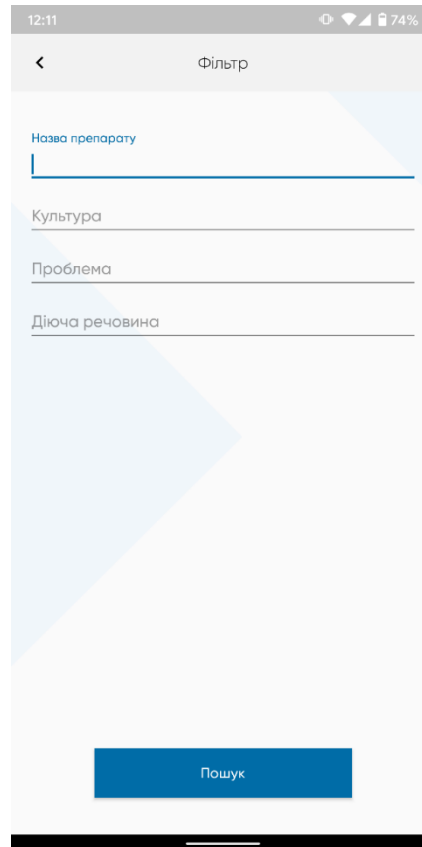 12:11 74%
Фільтр
Назва препарату
Культура
Проблема
Діюча речовина
Пошук